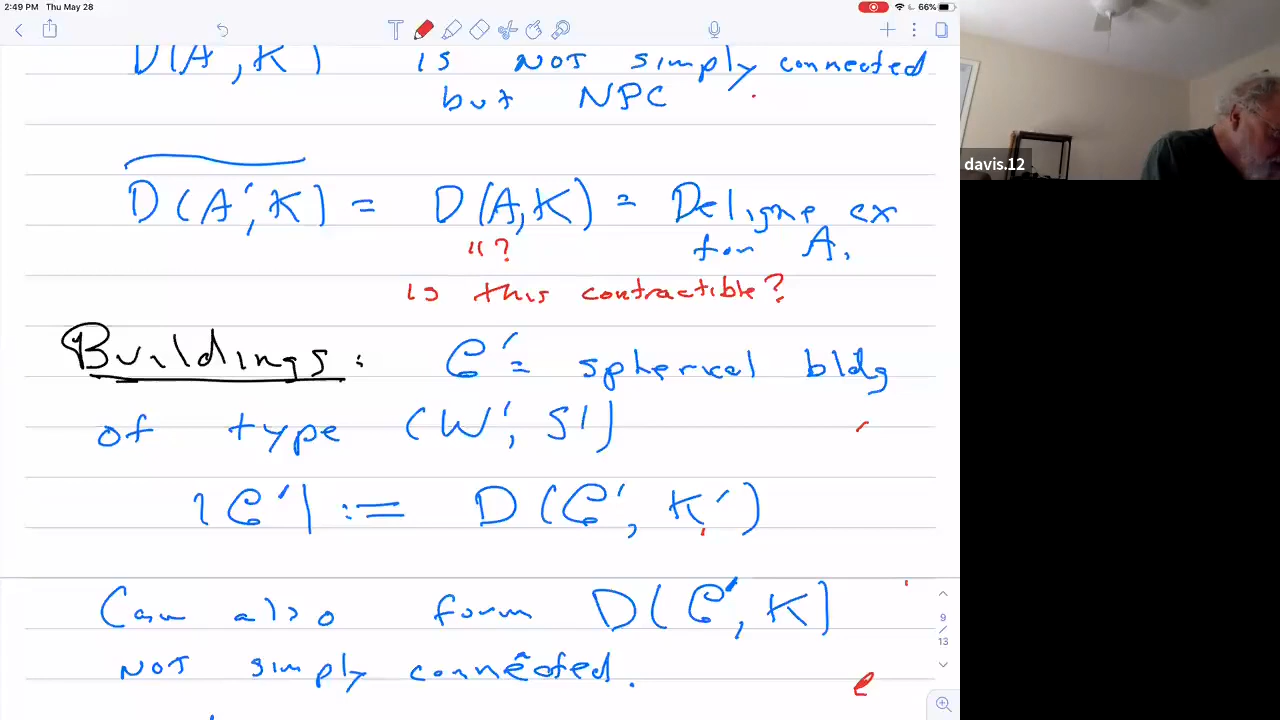 2:49 PM Thu May 28
66%
D(A', K) is not simply connected
but NPC
D(A', K) = D(A, K) = Deligne cx
for A.
"?
is this contractible?
Buildings: C' = spherical bldg
of type (W', S')
|C'| := D(C', K')
Can also form D(C', K)
not simply connected.
davis.12
9
/
13
T
e